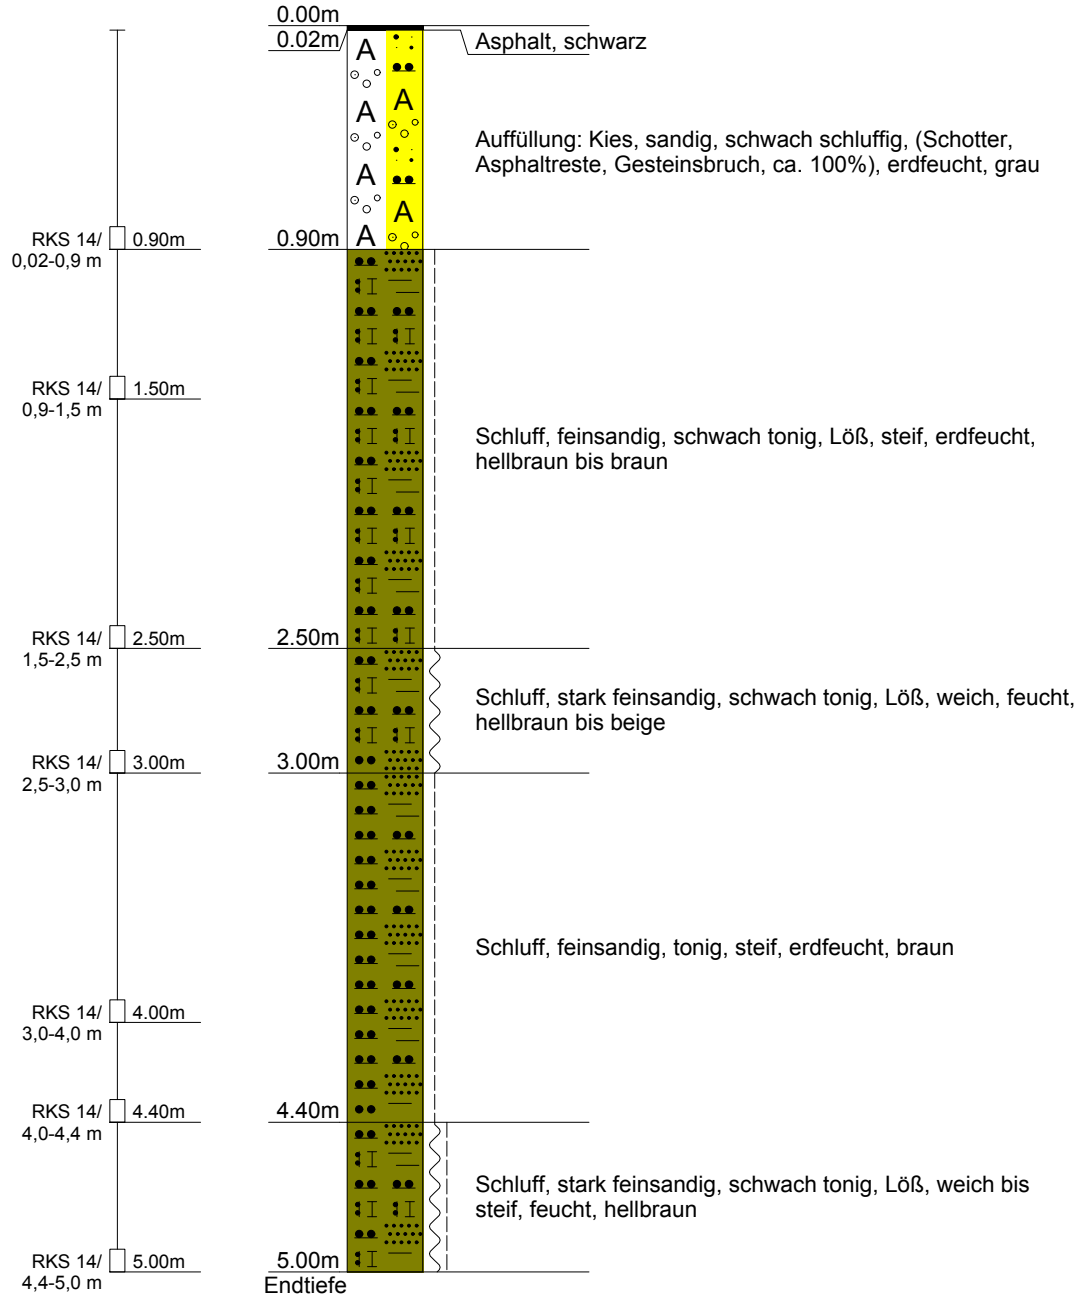 0.00m
0.02m
Asphalt, schwarz
A
A
A
A
A
A
Auffüllung: Kies, sandig, schwach schluffig, (Schotter,
Asphaltreste, Gesteinsbruch, ca. 100%), erdfeucht, grau
RKS 14/
0,02-0,9 m
0.90m
0.90m
RKS 14/
0,9-1,5 m
1.50m
Schluff, feinsandig, schwach tonig, Löß, steif, erdfeucht,
hellbraun bis braun
RKS 14/
1,5-2,5 m
2.50m
2.50m
Schluff, stark feinsandig, schwach tonig, Löß, weich, feucht,
hellbraun bis beige
RKS 14/
2,5-3,0 m
3.00m
3.00m
Schluff, feinsandig, tonig, steif, erdfeucht, braun
RKS 14/
3,0-4,0 m
4.00m
RKS 14/
4,0-4,4 m
4.40m
4.40m
Schluff, stark feinsandig, schwach tonig, Löß, weich bis
steif, feucht, hellbraun
RKS 14/
4,4-5,0 m
5.00m
5.00m
Endtiefe